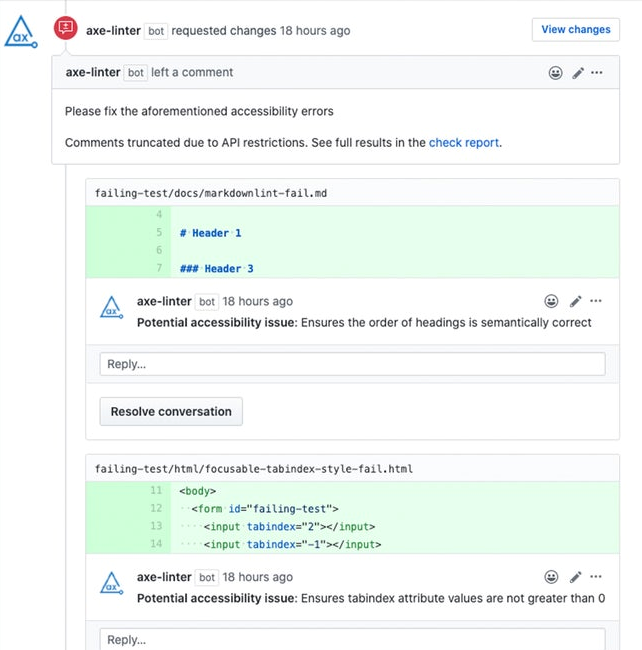 ax
axe-linter bot requested changes 18 hours ago
View changes
axe-linter bot left a comment
Please fix the aforementioned accessibility errors
Comments truncated due to API restrictions. See full results in the check report.
failing-test/docs/markdownlint-fail.md
4
5 # Header 1
6
7 ### Header 3
ax
axe-linter bot 18 hours ago
Potential accessibility issue: Ensures the order of headings is semantically correct
Reply...
Resolve conversation
failing-test/html/focusable-tabindex-style-fail.html
11 <body>
12 ··<form id="failing-test">
13 ····<input tabindex="2"></input>
14 ····<input tabindex="-1"></input>
ax
axe-linter bot 18 hours ago
Potential accessibility issue: Ensures tabindex attribute values are not greater than 0
Reply...